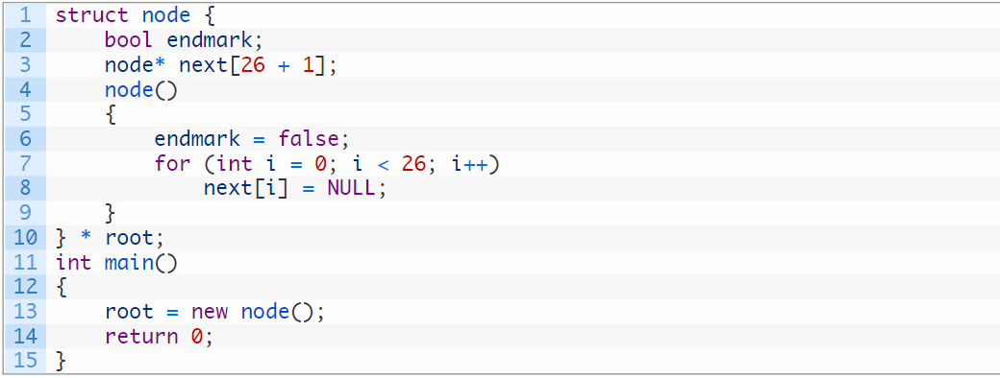 1 struct node {
2     bool endmark;
3     node* next[26 + 1];
4     node()
5     {
6         endmark = false;
7         for (int i = 0; i < 26; i++)
8             next[i] = NULL;
9     }
10 } * root;
11 int main()
12 {
13     root = new node();
14     return 0;
15 }